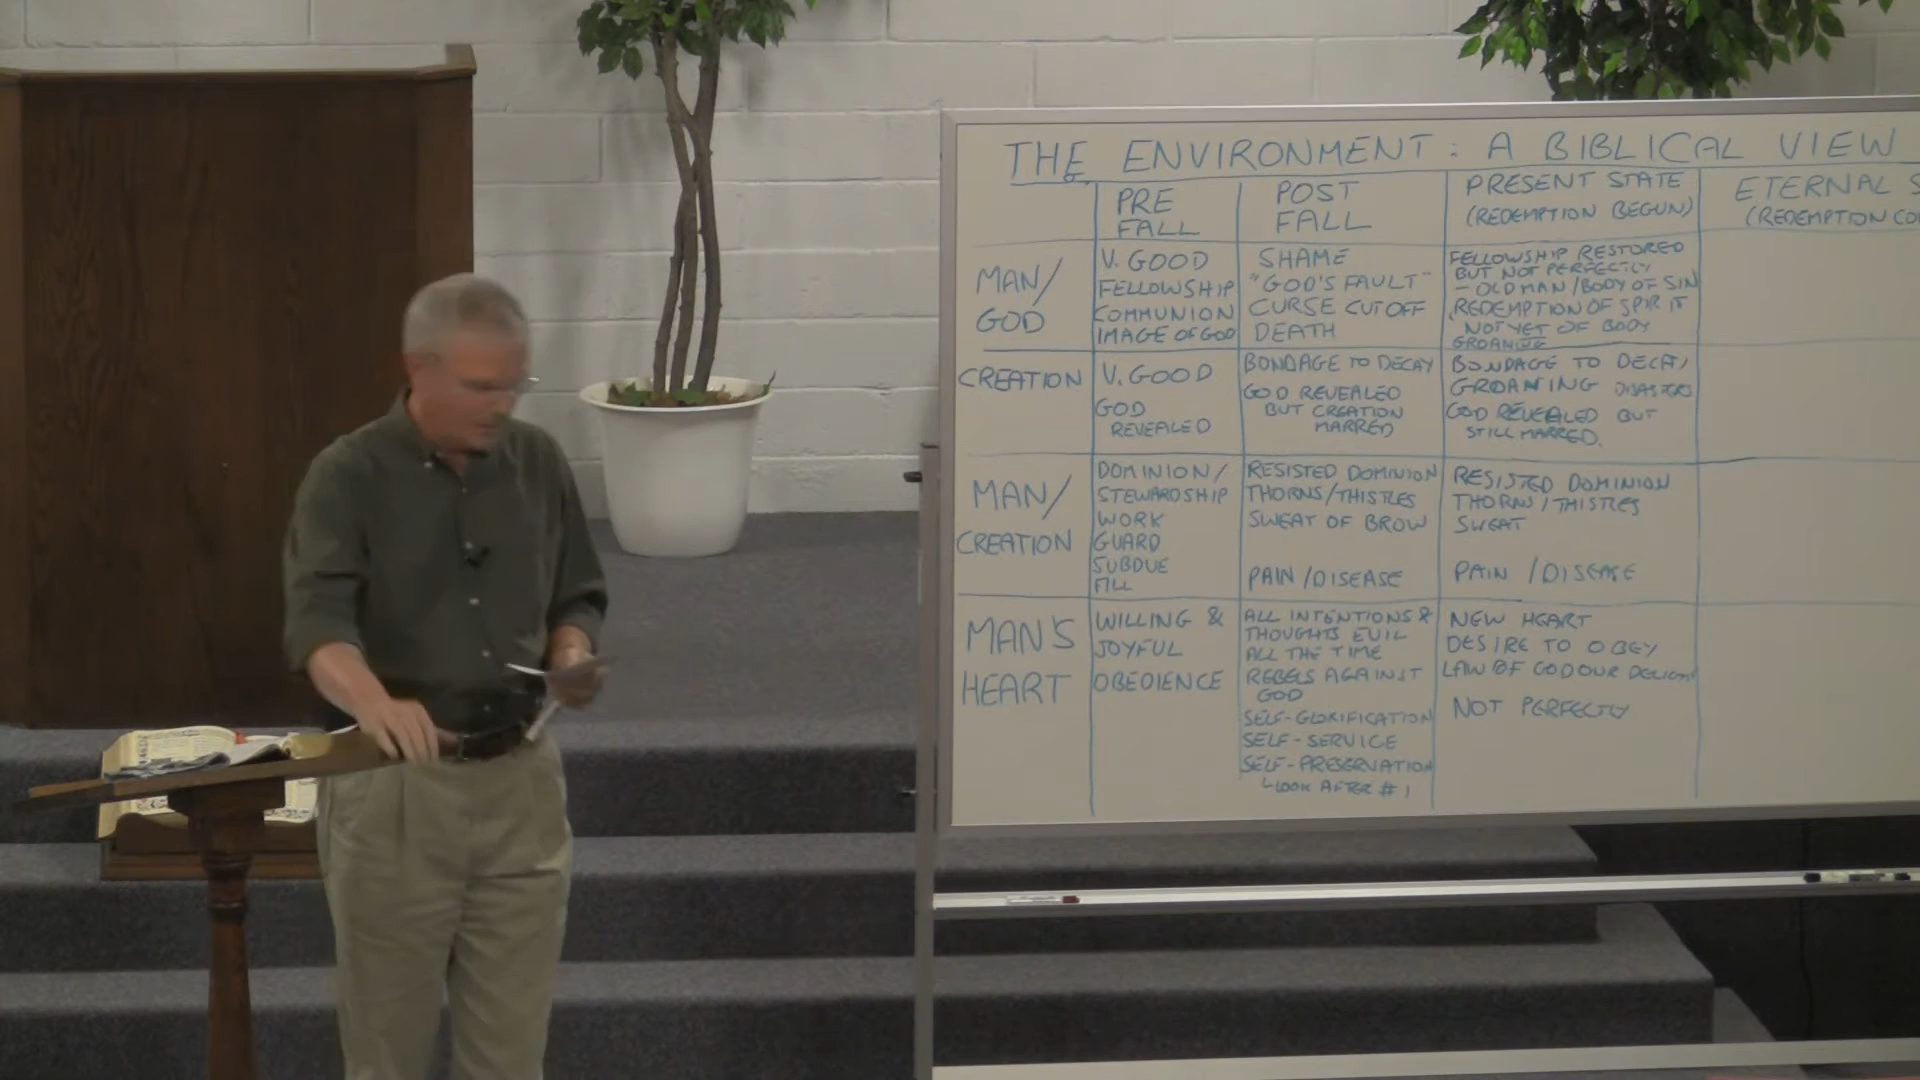 THE ENVIRONMENT : A BIBLICAL VIEW
PRE
FALL
POST
FALL
PRESENT STATE
(REDEMPTION BEGUN)
ETERNAL S
(REDEMPTION CO
MAN/
GOD
V. GOOD
FELLOWSHIP
COMMUNION
IMAGE OF GOD
SHAME
"GOD'S FAULT"
CURSE CUT OFF
DEATH
FELLOWSHIP RESTORED
BUT NOT PERFECTLY
- OLD MAN/BODY OF SIN
REDEMPTION OF SPIRIT
NOT YET OF BODY
GROANING
CREATION
V. GOOD
GOD
REVEALED
BONDAGE TO DECAY
GOD REVEALED
BUT CREATION
MARRED
BONDAGE TO DECAY
GROANING DISASTERS
GOD REVEALED BUT
STILL MARRED.
MAN/
CREATION
DOMINION/
STEWARDSHIP
WORK
GUARD
SUBDUE
FILL
RESISTED DOMINION
THORNS/THISTLES
SWEAT OF BROW
PAIN/DISEASE
RESISTED DOMINION
THORNS/THISTLES
SWEAT
PAIN/DISEASE
MAN'S
HEART
WILLING &
JOYFUL
OBEDIENCE
ALL INTENTIONS &
THOUGHTS EVIL
ALL THE TIME
REBELS AGAINST
GOD
SELF-GLORIFICATION
SELF-SERVICE
SELF-PRESERVATION
LOOK AFTER #1
NEW HEART
DESIRE TO OBEY
LAW OF GOD OUR DELIGHT
NOT PERFECTLY